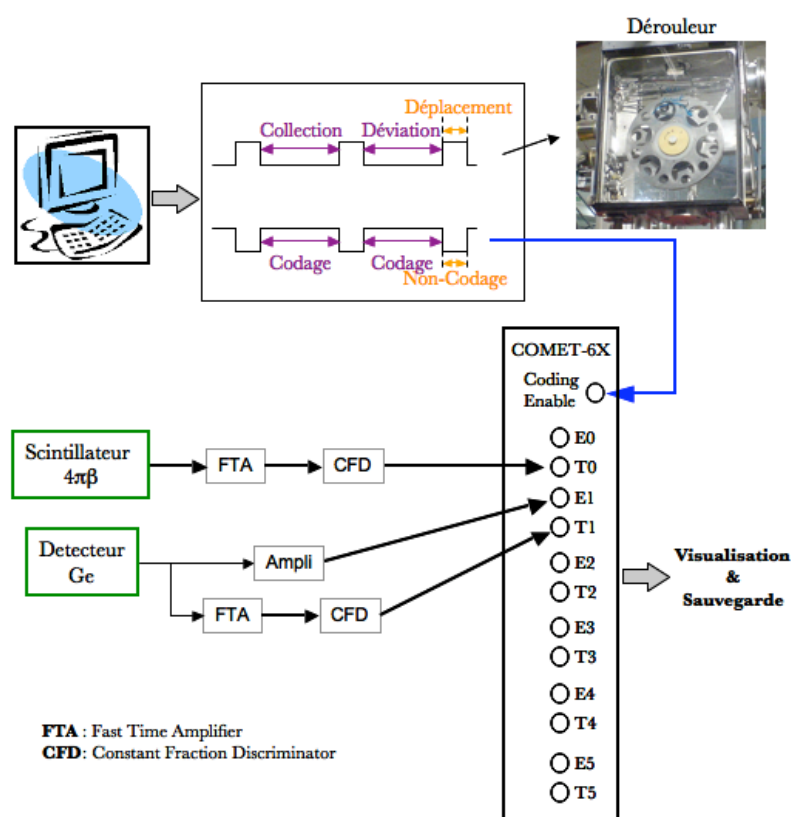 Dérouleur
Déplacement
Collection
Déviation
Codage
Codage
Non-Codage
COMET-6X
Coding
Enable
E0
Scintillateur
4πβ
FTA
CFD
T0
E1
Detecteur
Ge
Ampli
T1
FTA
CFD
E2
T2
Visualisation
&
Sauvegarde
E3
T3
E4
T4
FTA : Fast Time Amplifier
CFD: Constant Fraction Discriminator
E5
T5